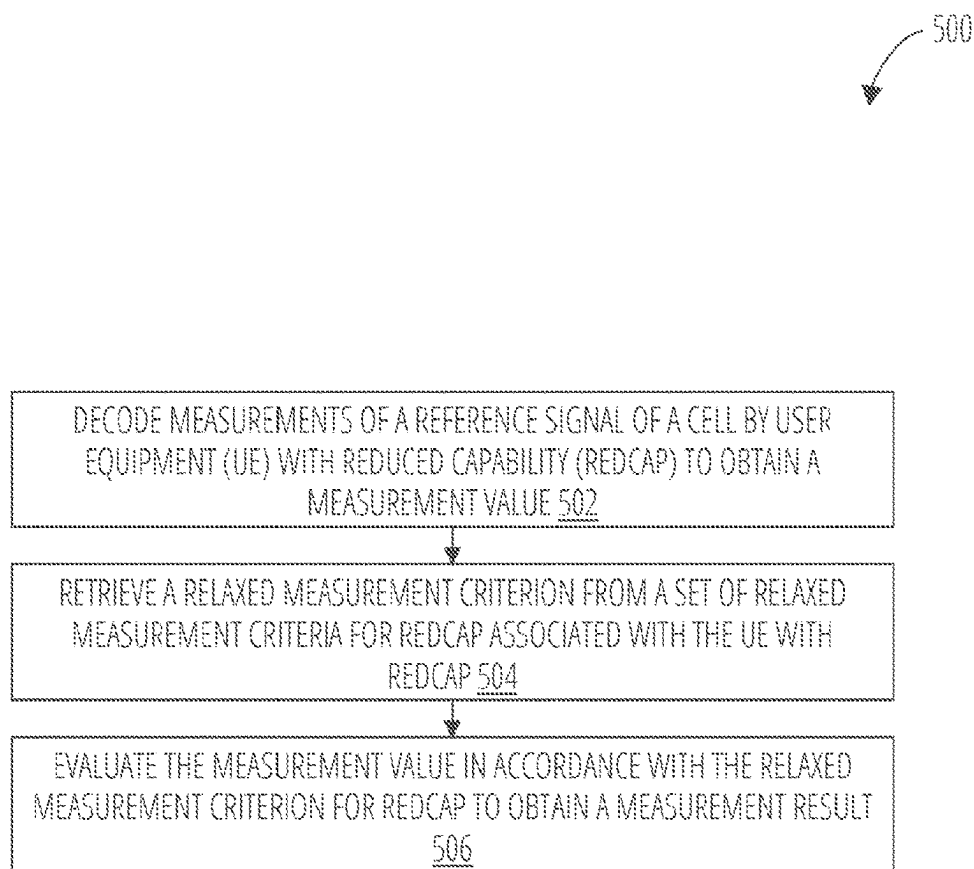 500
DECODE MEASUREMENTS OF A REFERENCE SIGNAL OF A CELL BY USER
EQUIPMENT (UE) WITH REDUCED CAPABILITY (REDCAP) TO OBTAIN A
MEASUREMENT VALUE 502
RETRIEVE A RELAXED MEASUREMENT CRITERION FROM A SET OF RELAXED
MEASUREMENT CRITERIA FOR REDCAP ASSOCIATED WITH THE UE WITH
REDCAP 504
EVALUATE THE MEASUREMENT VALUE IN ACCORDANCE WITH THE RELAXED
MEASUREMENT CRITERION FOR REDCAP TO OBTAIN A MEASUREMENT RESULT
506